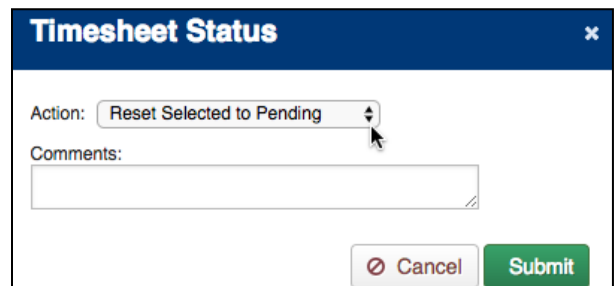 Timesheet Status
Action: Reset Selected to Pending
Comments:
Cancel Submit